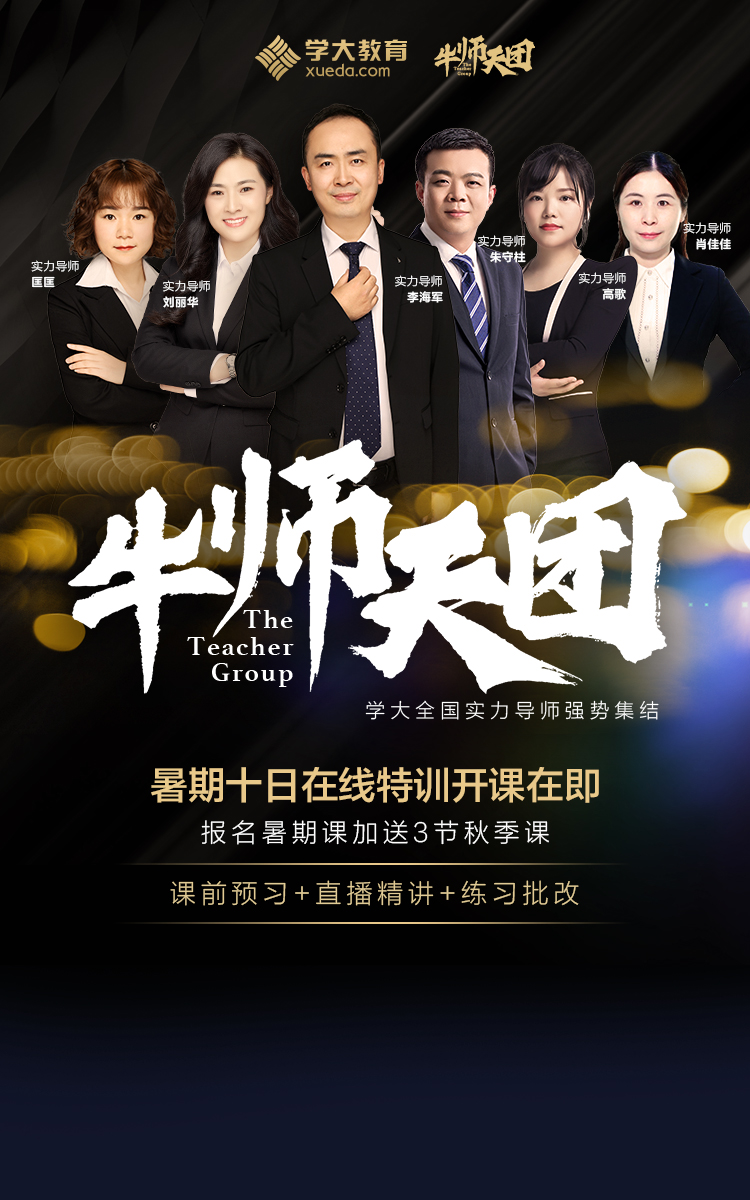 学大教育
xueda.com
牛师天团
The
Teacher
Group
实力导师
匡匡
实力导师
刘丽华
实力导师
李海军
实力导师
朱守柱
实力导师
高歌
实力导师
肖佳佳
牛师天团
The
Teacher
Group
学大全国实力导师强势集结
暑期十日在线特训开课在即
报名暑期课加送3节秋季课
课前预习+直播精讲+练习批改